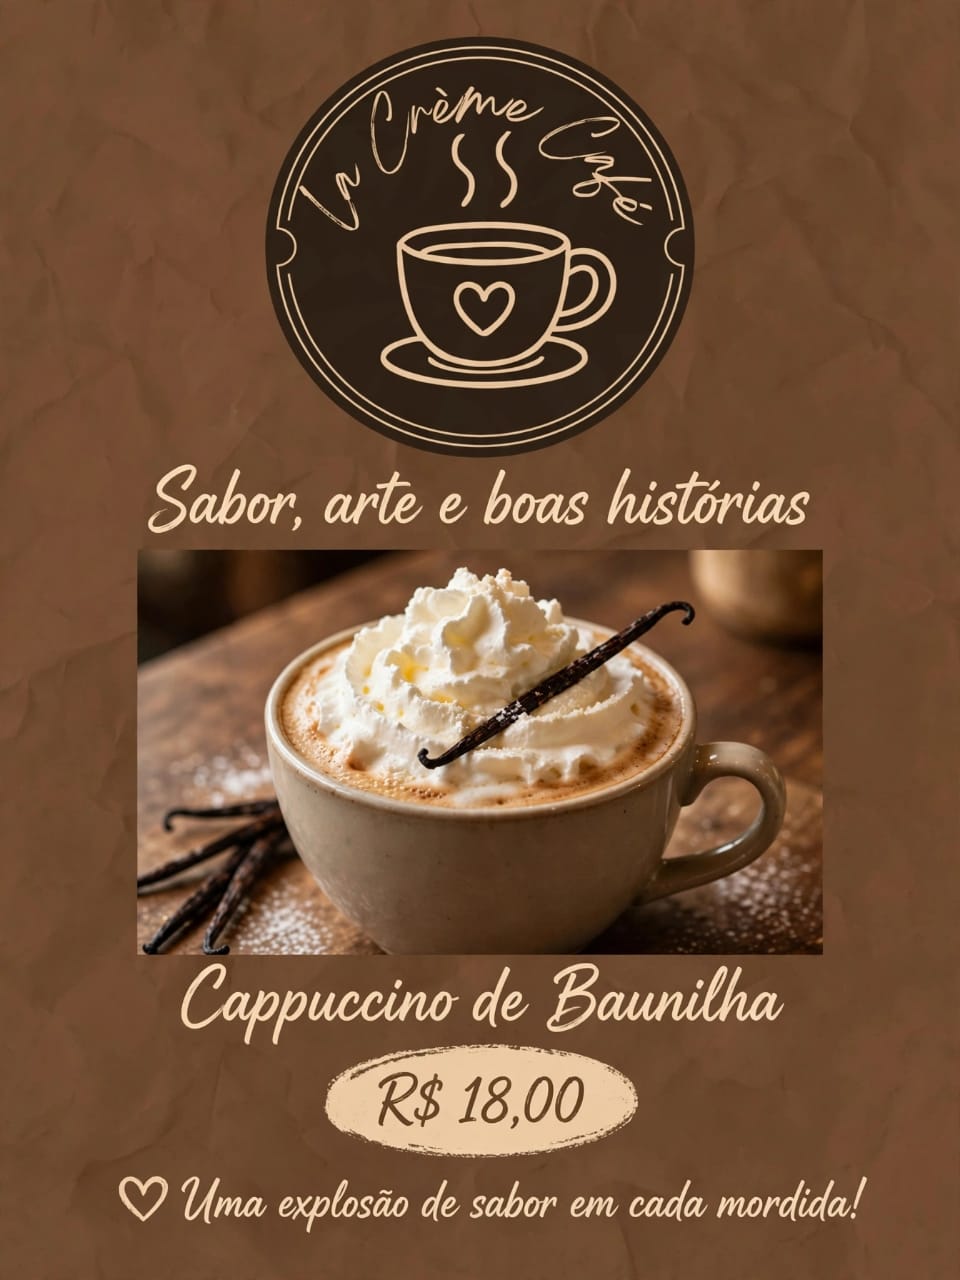 La Crème Café
Sabor, arte e boas histórias
Cappuccino de Baunilha
R$ 18,00
Uma explosão de sabor em cada mordida!